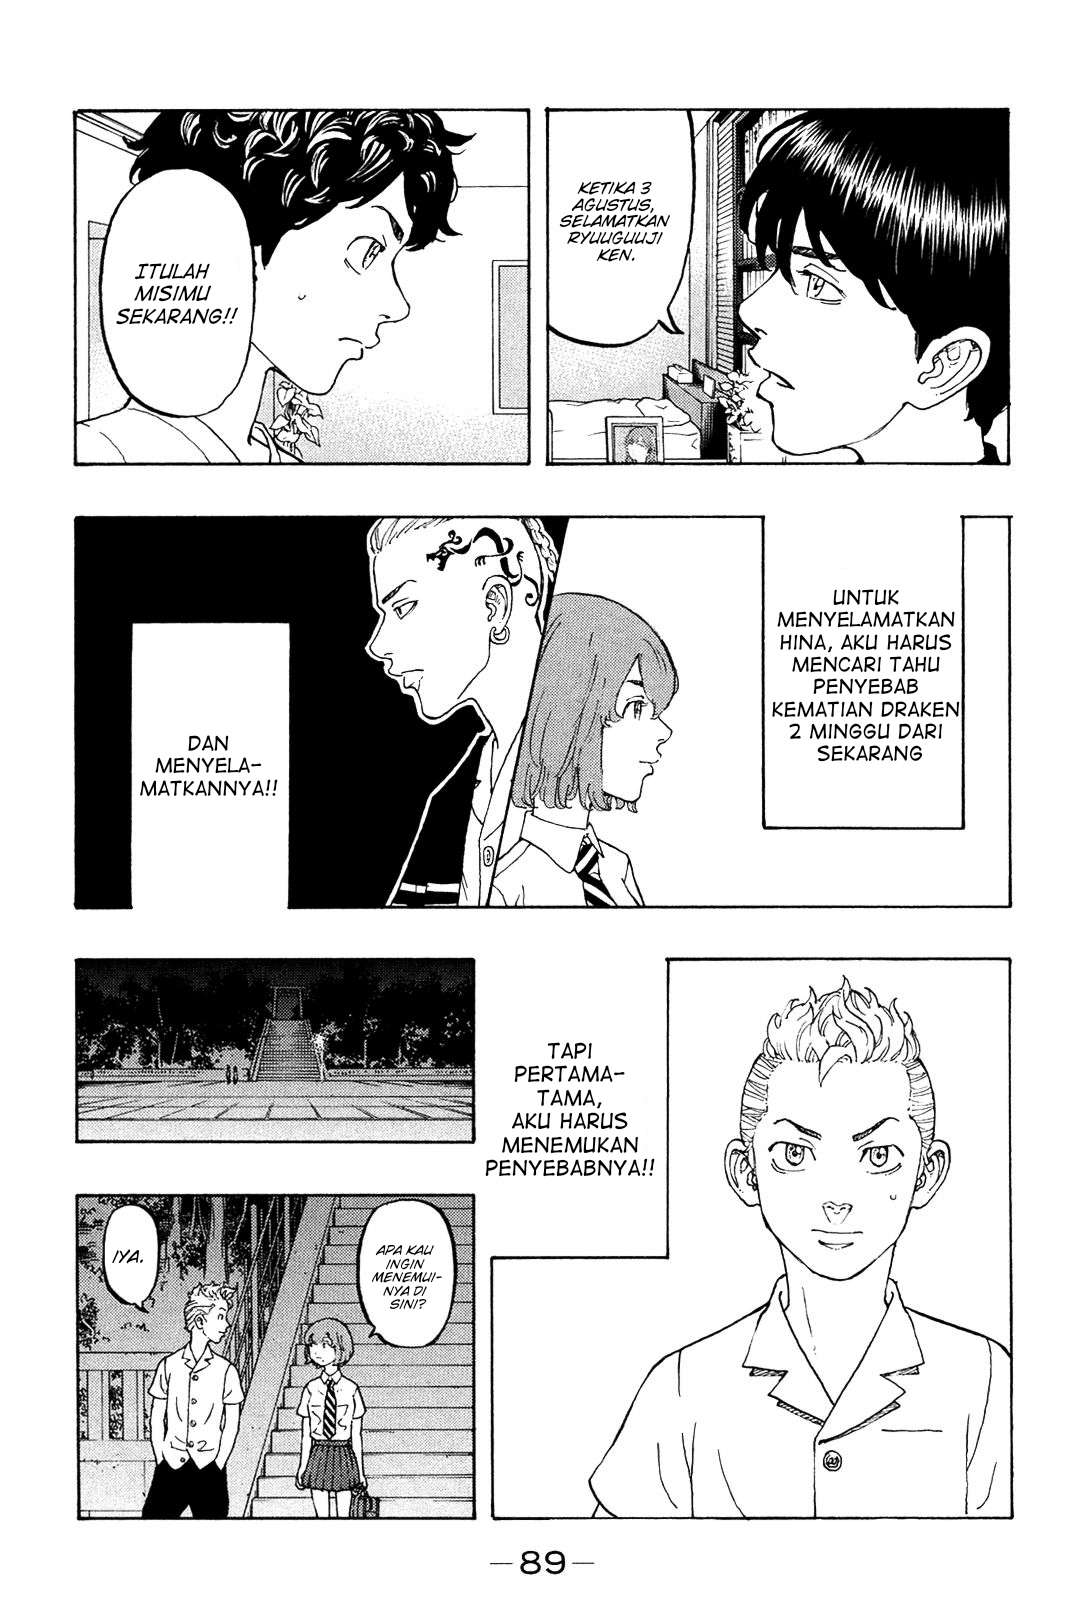 KETIKA 3
AGUSTUS,
SELAMATKAN
RYUUGUUJI
KEN.
ITULAH
MISIMU
SEKARANG!!
UNTUK
MENYELAMATKAN
HINA, AKU HARUS
MENCARI TAHU
PENYEBAB
KEMATIAN DRAKEN
2 MINGGU DARI
SEKARANG
DAN
MENYELA-
MATKANNYA!!
TAPI
PERTAMA-
TAMA,
AKU HARUS
MENEMUKAN
PENYEBABNYA!!
APA KAU
INGIN
MENEMUI-
NYA DI
SINI?
IYA.
— 89 —